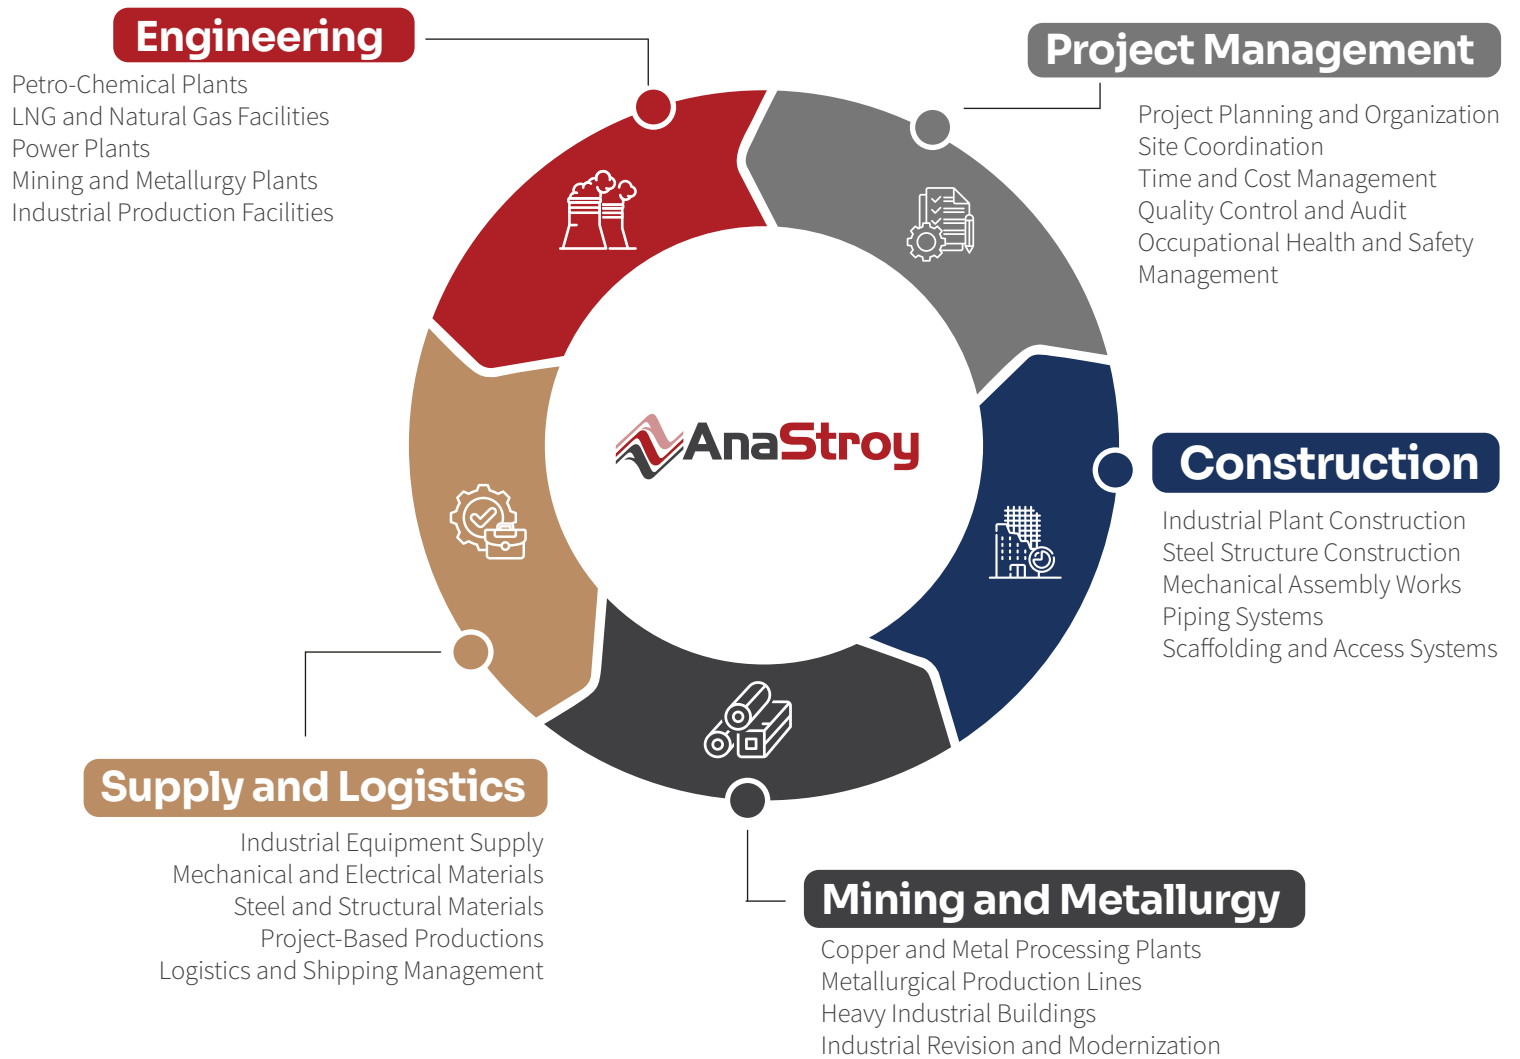 Engineering
Petro-Chemical Plants
LNG and Natural Gas Facilities
Power Plants
Mining and Metallurgy Plants
Industrial Production Facilities
Project Management
Project Planning and Organization
Site Coordination
Time and Cost Management
Quality Control and Audit
Occupational Health and Safety
Management
AnaStroy
Construction
Industrial Plant Construction
Steel Structure Construction
Mechanical Assembly Works
Piping Systems
Scaffolding and Access Systems
Supply and Logistics
Industrial Equipment Supply
Mechanical and Electrical Materials
Steel and Structural Materials
Project-Based Productions
Logistics and Shipping Management
Mining and Metallurgy
Copper and Metal Processing Plants
Metallurgical Production Lines
Heavy Industrial Buildings
Industrial Revision and Modernization